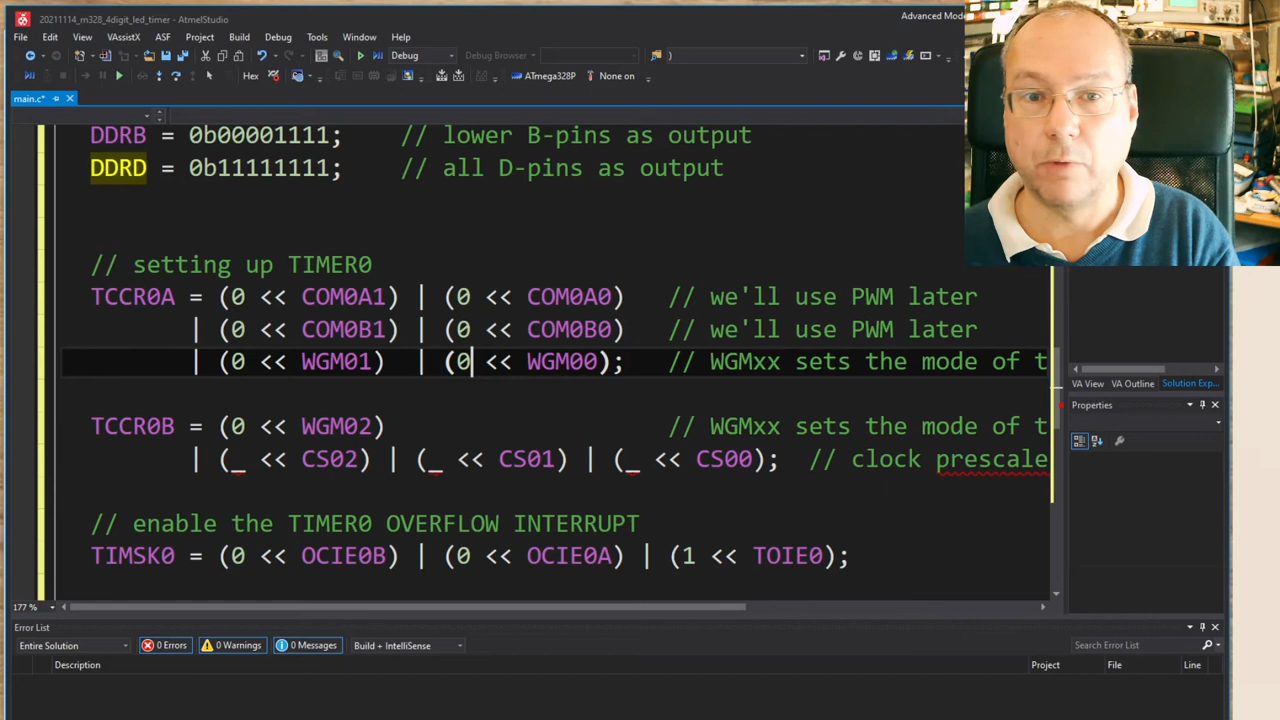 20211114_m328_4digit_led_timer - AtmelStudio
Advanced Mode
File Edit View VAssistX ASF Project Build Debug Tools Window Help
Debug Debug Browser )
Hex ATmega328P None on
main.c*
DDRB = 0b00001111; // lower B-pins as output
DDRD = 0b11111111; // all D-pins as output
// setting up TIMER0
TCCR0A = (0 << COM0A1) | (0 << COM0A0) // we'll use PWM later
| (0 << COM0B1) | (0 << COM0B0) // we'll use PWM later
| (0 << WGM01) | (0 << WGM00); // WGMxx sets the mode of t
TCCR0B = (0 << WGM02) // WGMxx sets the mode of t
| (_ << CS02) | (_ << CS01) | (_ << CS00); // clock prescale
// enable the TIMER0 OVERFLOW INTERRUPT
TIMSK0 = (0 << OCIE0B) | (0 << OCIE0A) | (1 << TOIE0);
177 %
VA View VA Outline Solution Exp...
Properties
Error List
Entire Solution 0 Errors 0 Warnings 0 Messages Build + IntelliSense Search Error List
Description Project File Line